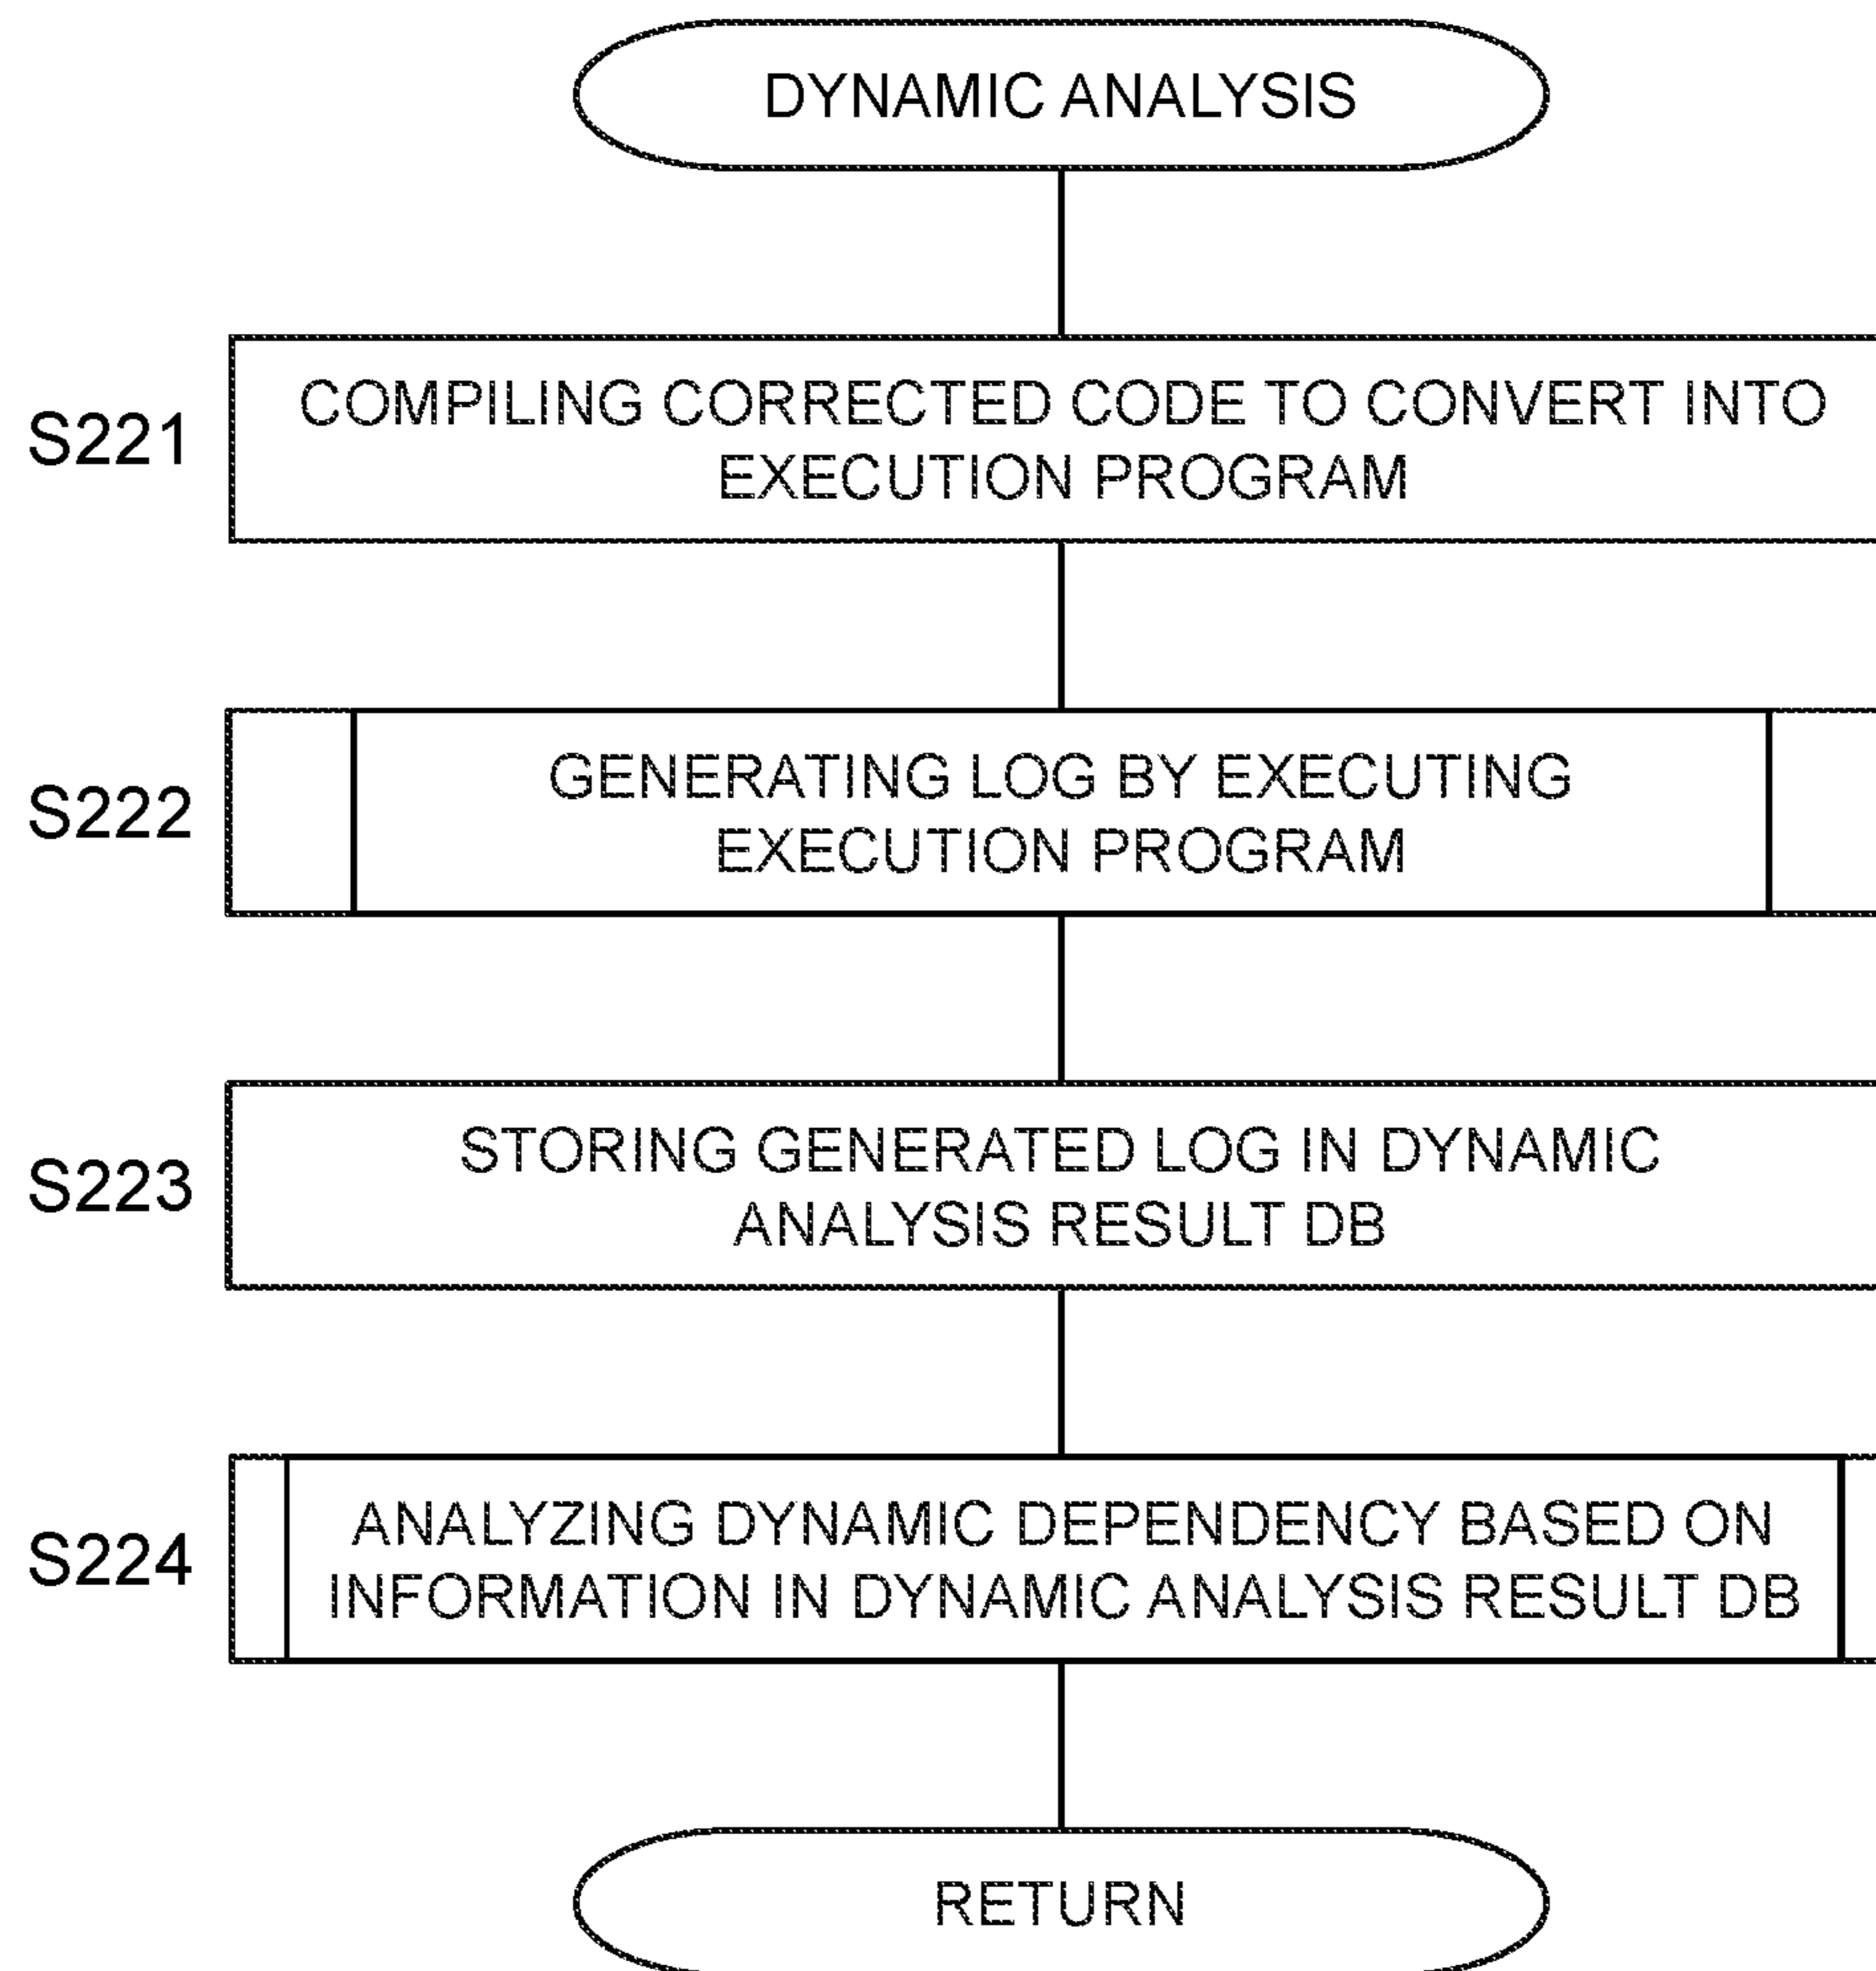 DYNAMIC ANALYSIS
S221
COMPILING CORRECTED CODE TO CONVERT INTO
EXECUTION PROGRAM
S222
GENERATING LOG BY EXECUTING
EXECUTION PROGRAM
S223
STORING GENERATED LOG IN DYNAMIC
ANALYSIS RESULT DB
S224
ANALYZING DYNAMIC DEPENDENCY BASED ON
INFORMATION IN DYNAMIC ANALYSIS RESULT DB
RETURN